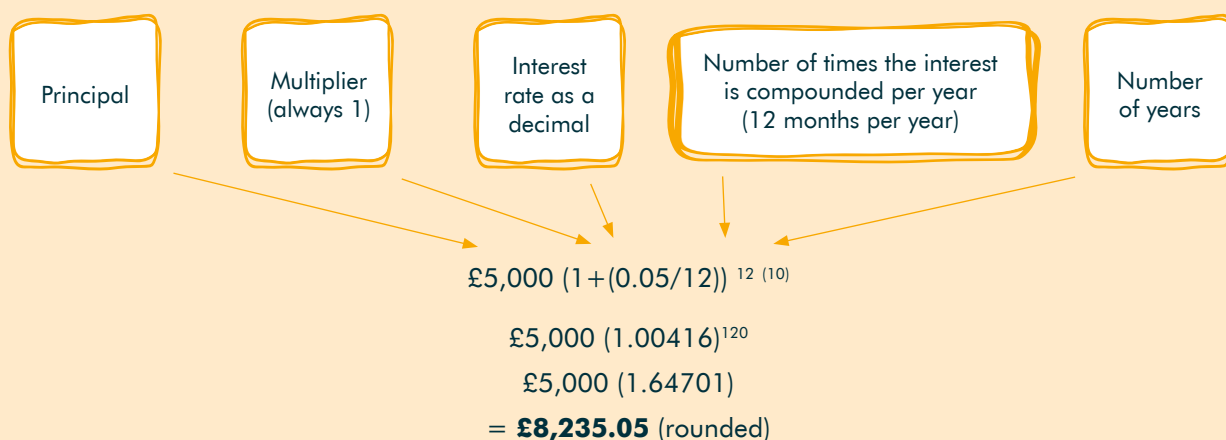 Principal
Multiplier
(always 1)
Interest
rate as a
decimal
Number of times the interest
is compounded per year
(12 months per year)
Number
of years
£5,000 (1+(0.05/12)) ¹² ⁽¹⁰⁾
£5,000 (1.00416)¹²⁰
£5,000 (1.64701)
= £8,235.05 (rounded)